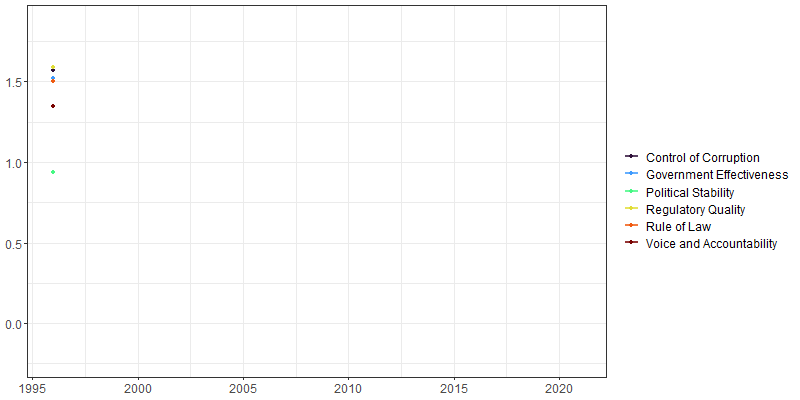 1.5
1.0
0.5
0.0
1995 2000 2005 2010 2015 2020
Control of Corruption
Government Effectiveness
Political Stability
Regulatory Quality
Rule of Law
Voice and Accountability